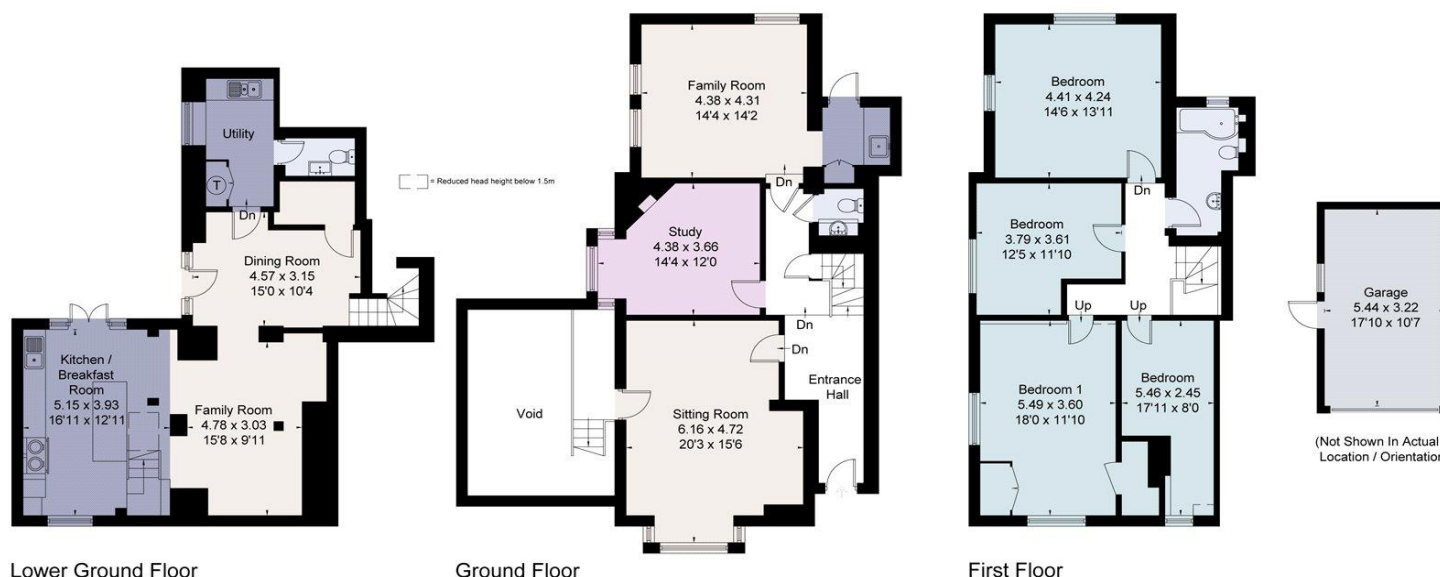 Utility
T
Dn
= Reduced head height below 1.5m
Dining Room
4.57 x 3.15
15'0 x 10'4
Kitchen /
Breakfast
Room
5.15 x 3.93
16'11 x 12'11
Family Room
4.78 x 3.03
15'8 x 9'11
Lower Ground Floor
Family Room
4.38 x 4.31
14'4 x 14'2
Dn
Study
4.38 x 3.66
14'4 x 12'0
Dn
Dn
Void
Sitting Room
6.16 x 4.72
20'3 x 15'6
Entrance
Hall
Ground Floor
Bedroom
4.41 x 4.24
14'6 x 13'11
Dn
Bedroom
3.79 x 3.61
12'5 x 11'10
Up
Up
Bedroom 1
5.49 x 3.60
18'0 x 11'10
Bedroom
5.46 x 2.45
17'11 x 8'0
First Floor
Garage
5.44 x 3.22
17'10 x 10'7
(Not Shown In Actual
Location / Orientation